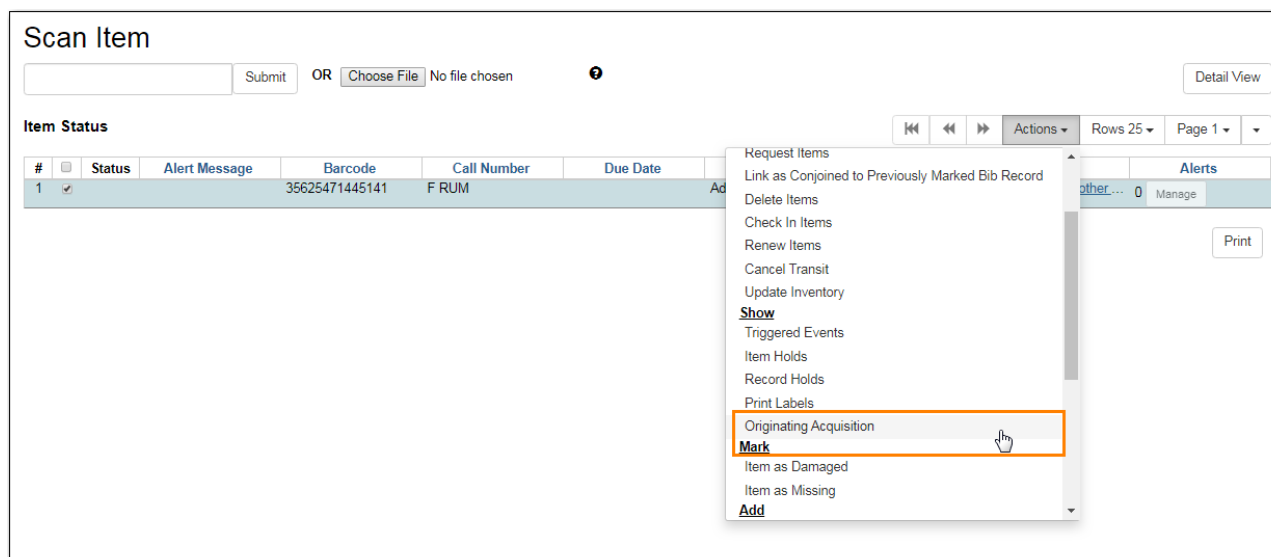 Scan Item
Submit OR Choose File No file chosen Detail View
Item Status Actions Rows 25 Page 1
# Status Alert Message Barcode Call Number Due Date Alerts
1 35625471445141 F RUM Ad other ... 0 Manage
Print
Request Items
Link as Conjoined to Previously Marked Bib Record
Delete Items
Check In Items
Renew Items
Cancel Transit
Update Inventory
Show
Triggered Events
Item Holds
Record Holds
Print Labels
Originating Acquisition
Mark
Item as Damaged
Item as Missing
Add